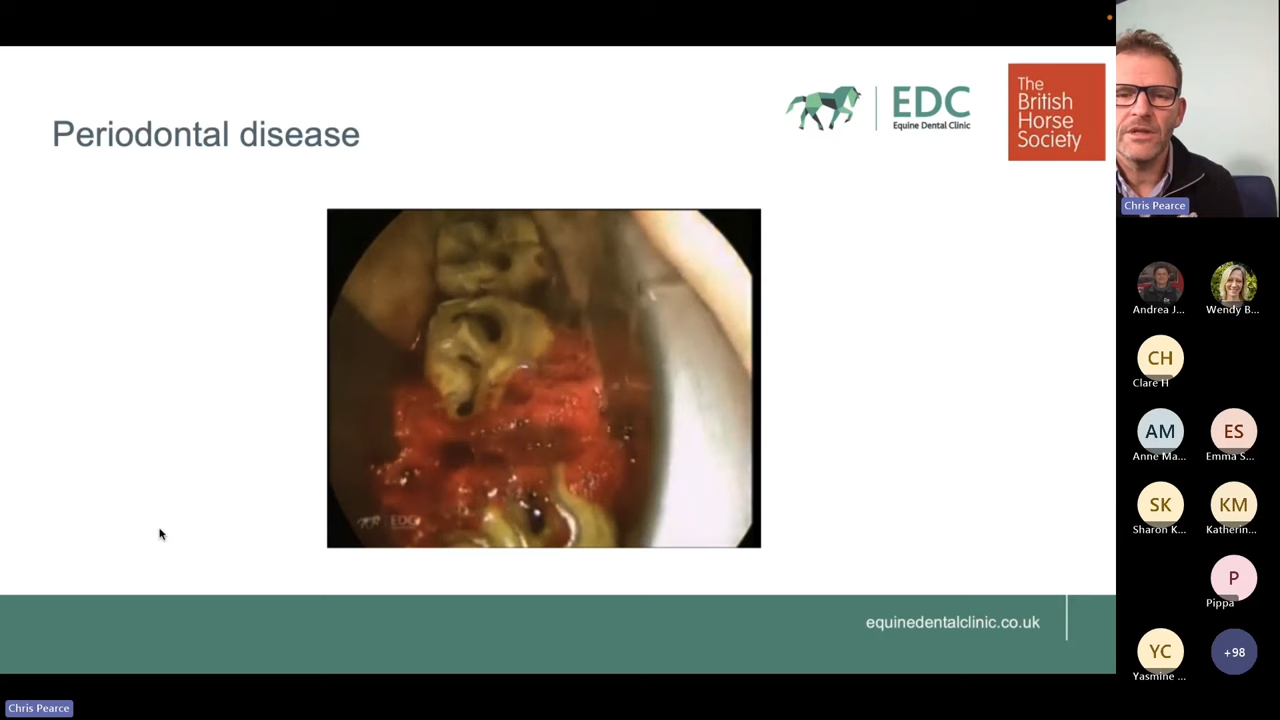 Periodontal disease
EDC
Equine Dental Clinic
The
British
Horse
Society
EDC
equinedentalclinic.co.uk
Chris Pearce
Andrea J...
Wendy B...
CH
Clare H
AM
Anne Ma...
ES
Emma S...
SK
Sharon K...
KM
Katherin...
P
Pippa
YC
Yasmine ...
+98
Chris Pearce